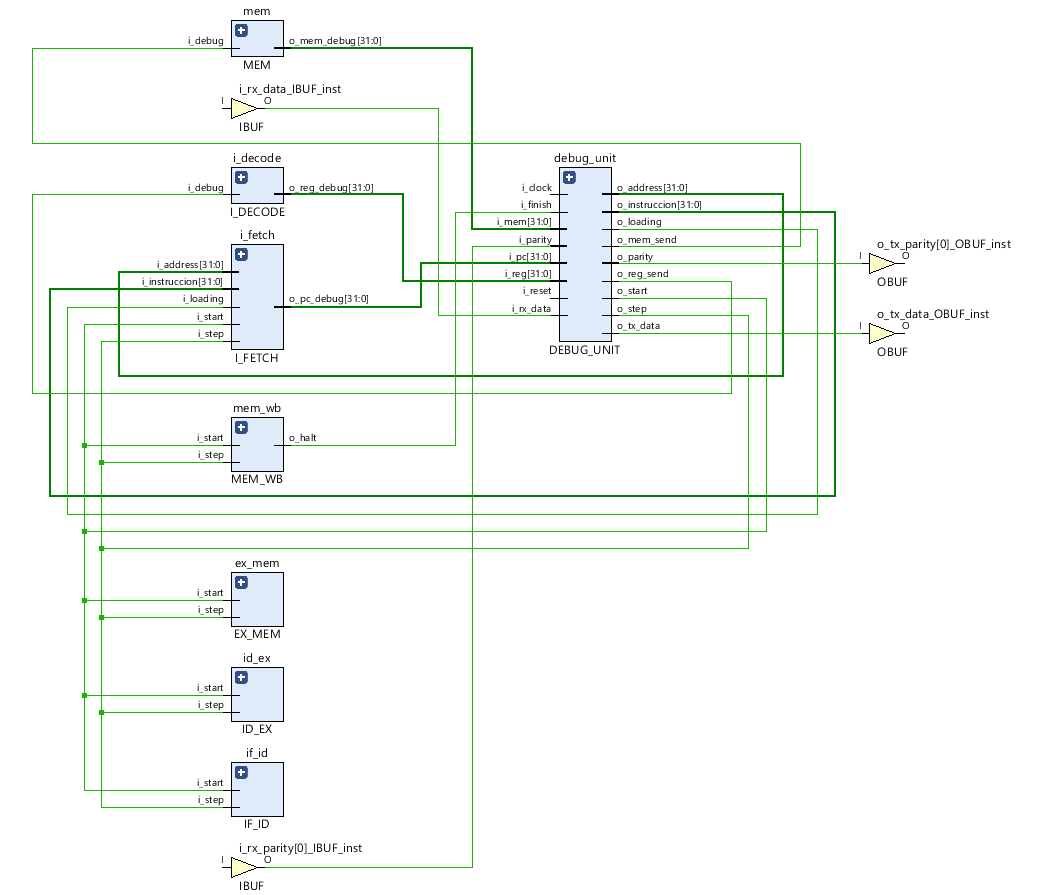 mem
i_debug
o_mem_debug[31:0]
MEM
i_rx_data_IBUF_inst
I
O
IBUF
i_decode
i_debug
o_reg_debug[31:0]
I_DECODE
i_fetch
i_address[31:0]
i_instruccion[31:0]
i_loading
i_start
i_step
o_pc_debug[31:0]
I_FETCH
debug_unit
i_clock
i_finish
i_mem[31:0]
i_parity
i_pc[31:0]
i_reg[31:0]
i_reset
i_rx_data
o_address[31:0]
o_instruccion[31:0]
o_loading
o_mem_send
o_parity
o_reg_send
o_start
o_step
o_tx_data
DEBUG_UNIT
o_tx_parity[0]_OBUF_inst
I
O
OBUF
o_tx_data_OBUF_inst
I
O
OBUF
mem_wb
i_start
i_step
o_halt
MEM_WB
ex_mem
i_start
i_step
EX_MEM
id_ex
i_start
i_step
ID_EX
if_id
i_start
i_step
IF_ID
i_rx_parity[0]_IBUF_inst
I
O
IBUF